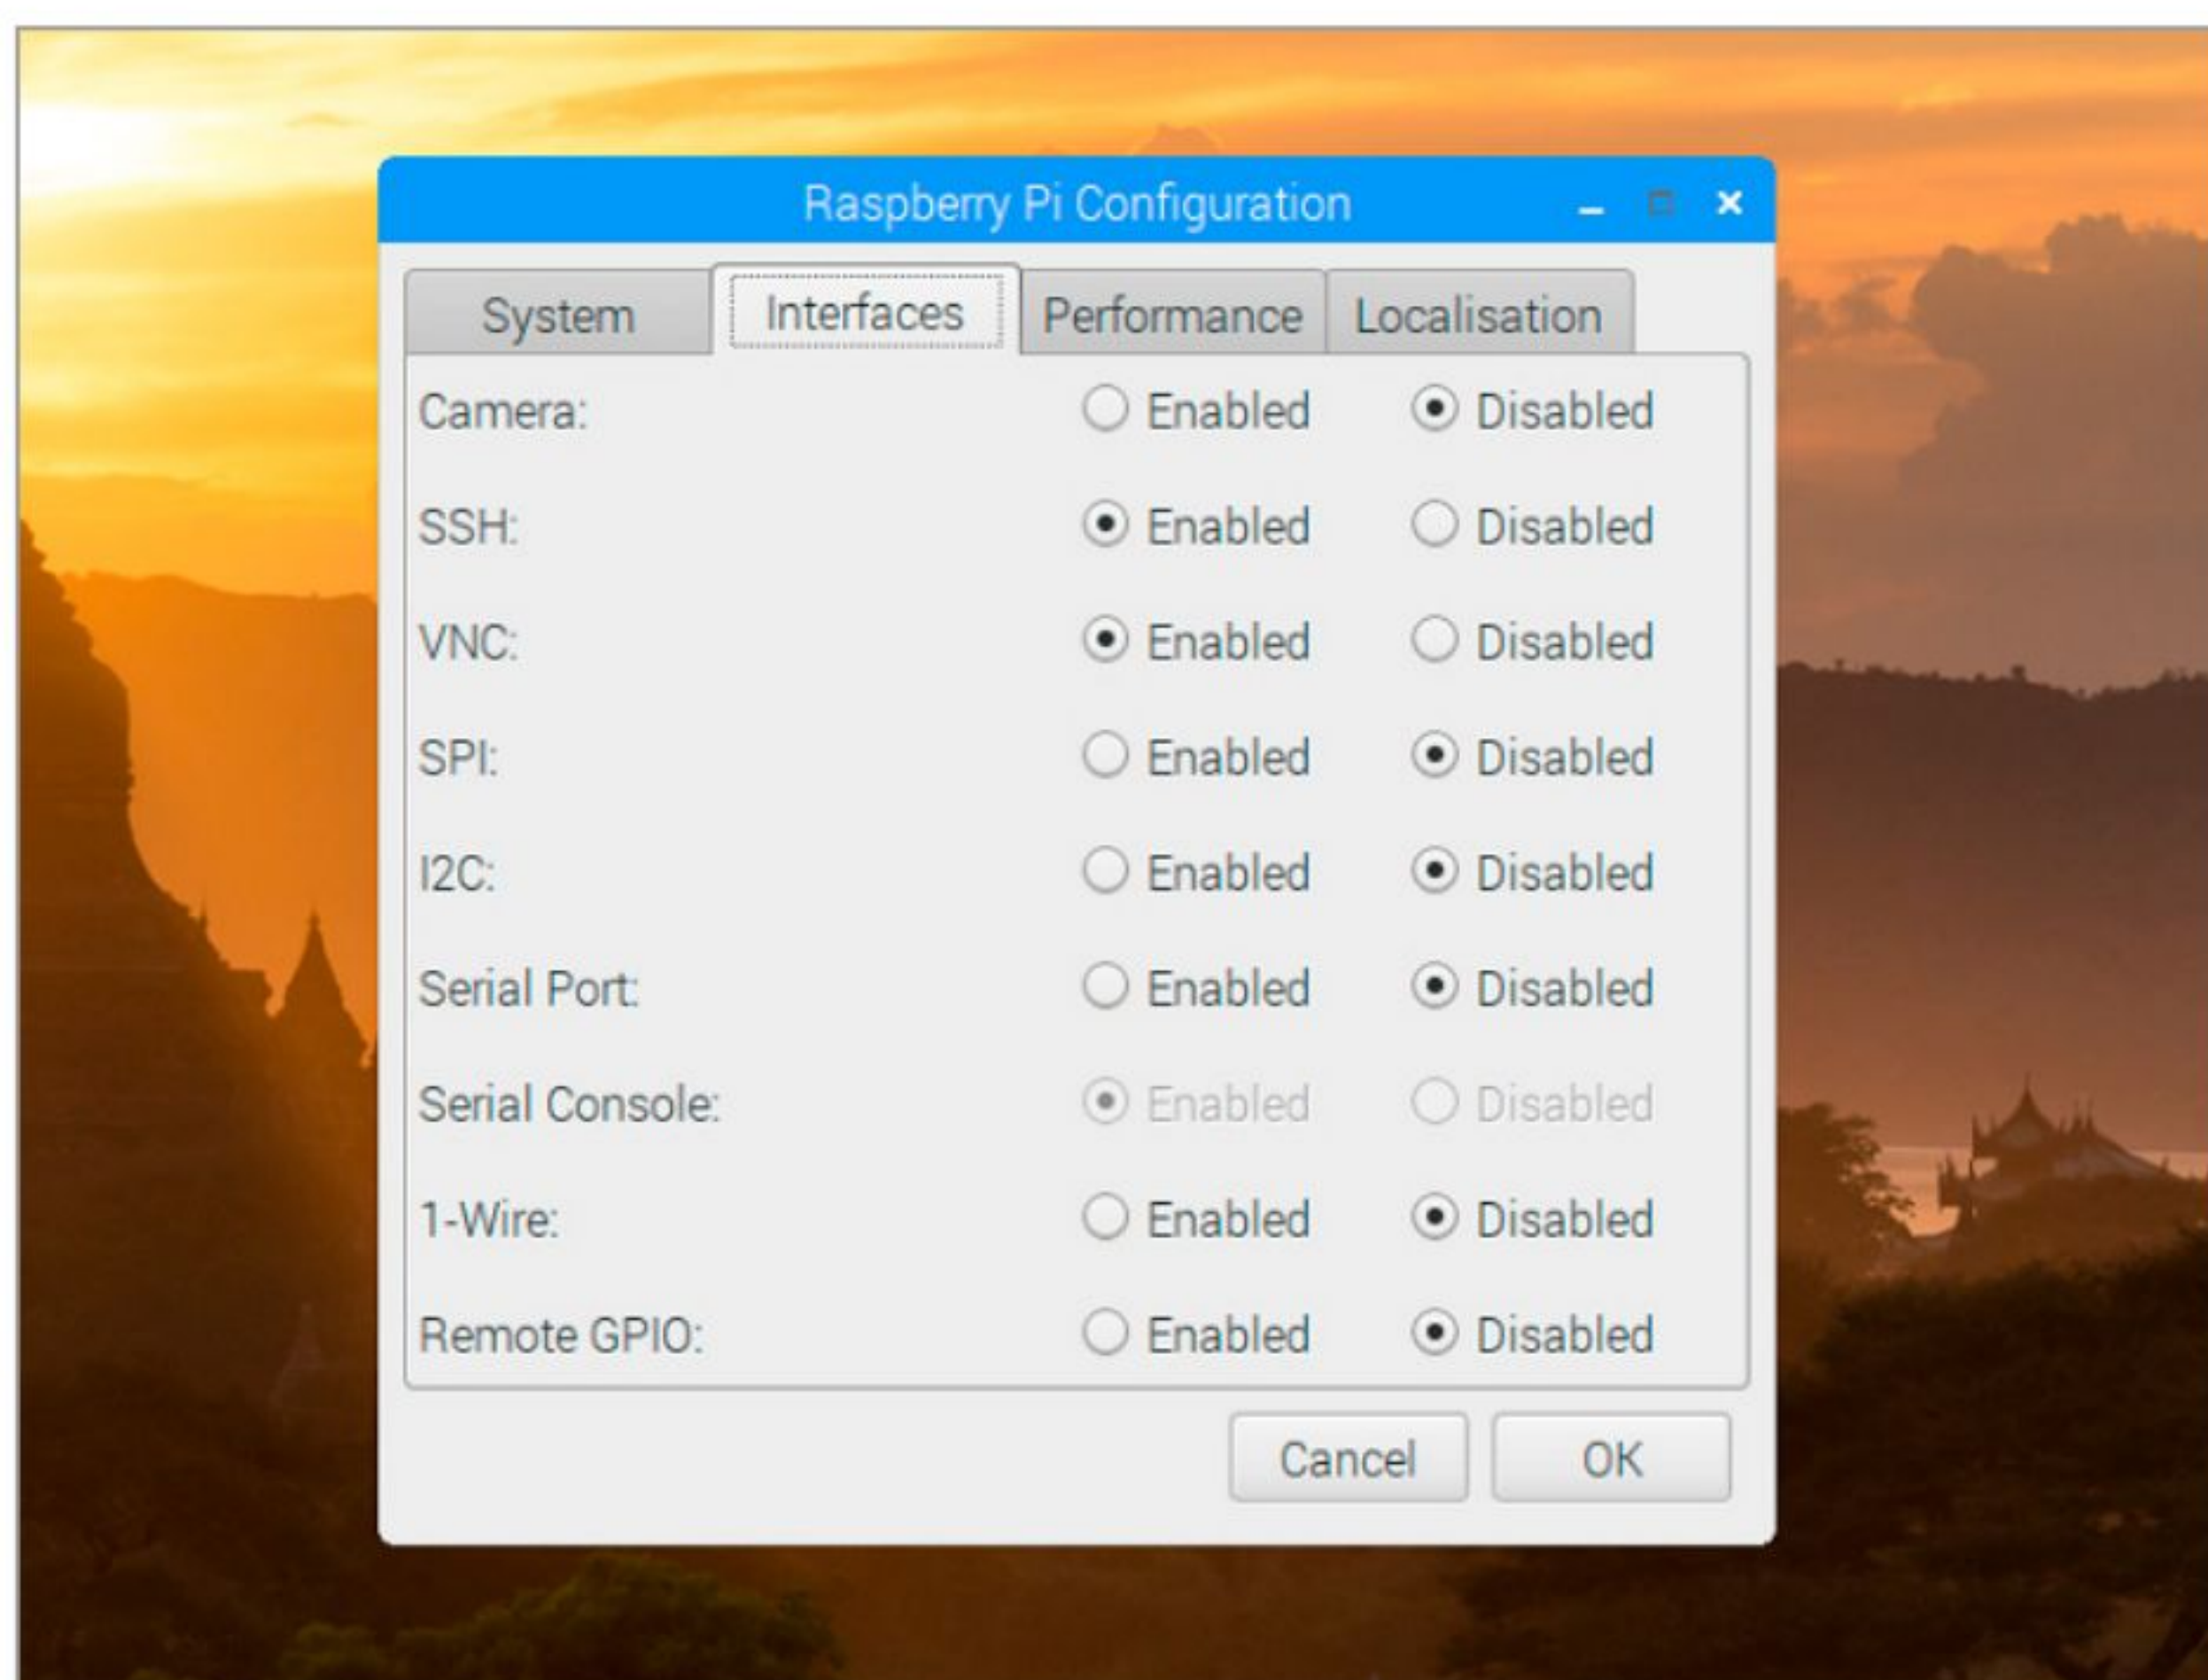 Raspberry Pi Configuration
System Interfaces Performance Localisation
Camera: Enabled Disabled
SSH: Enabled Disabled
VNC: Enabled Disabled
SPI: Enabled Disabled
I2C: Enabled Disabled
Serial Port: Enabled Disabled
Serial Console: Enabled Disabled
1-Wire: Enabled Disabled
Remote GPIO: Enabled Disabled
Cancel OK